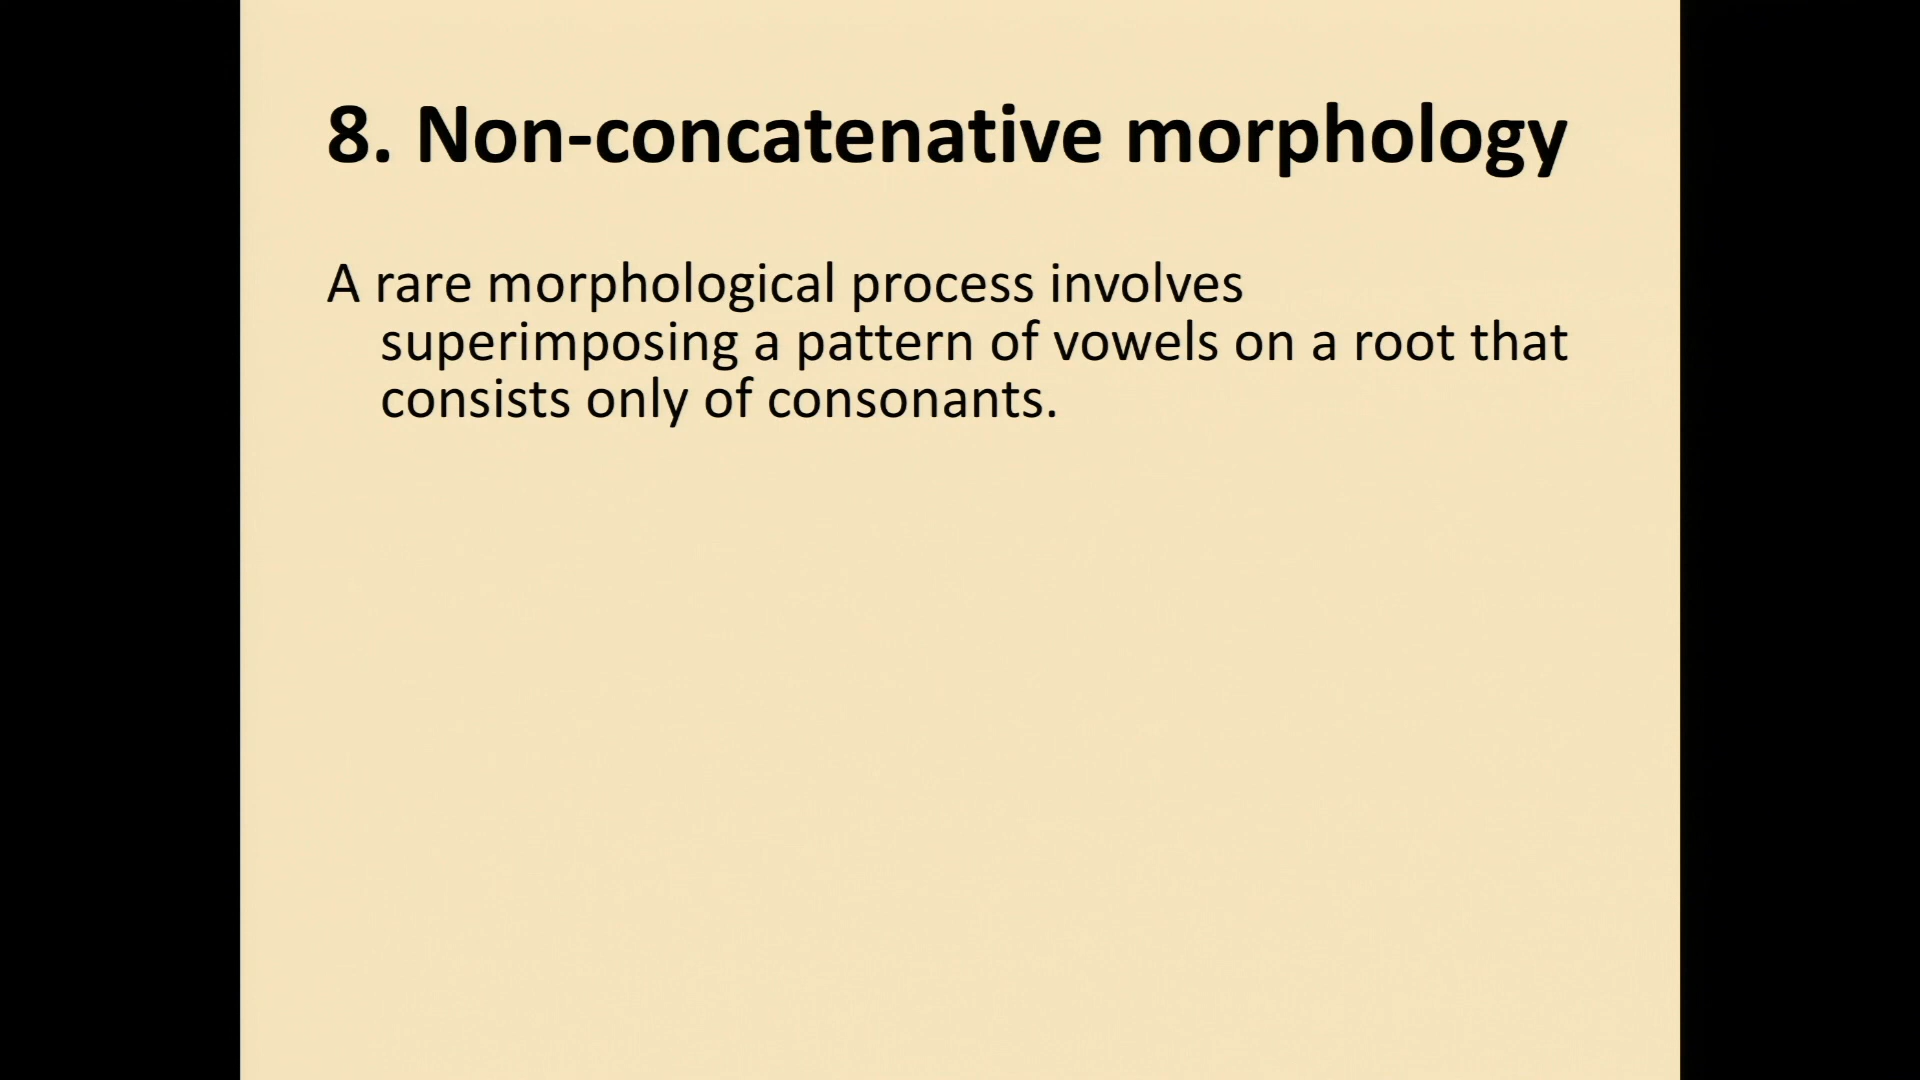 8. Non-concatenative morphology
A rare morphological process involves
superimposing a pattern of vowels on a root that
consists only of consonants.